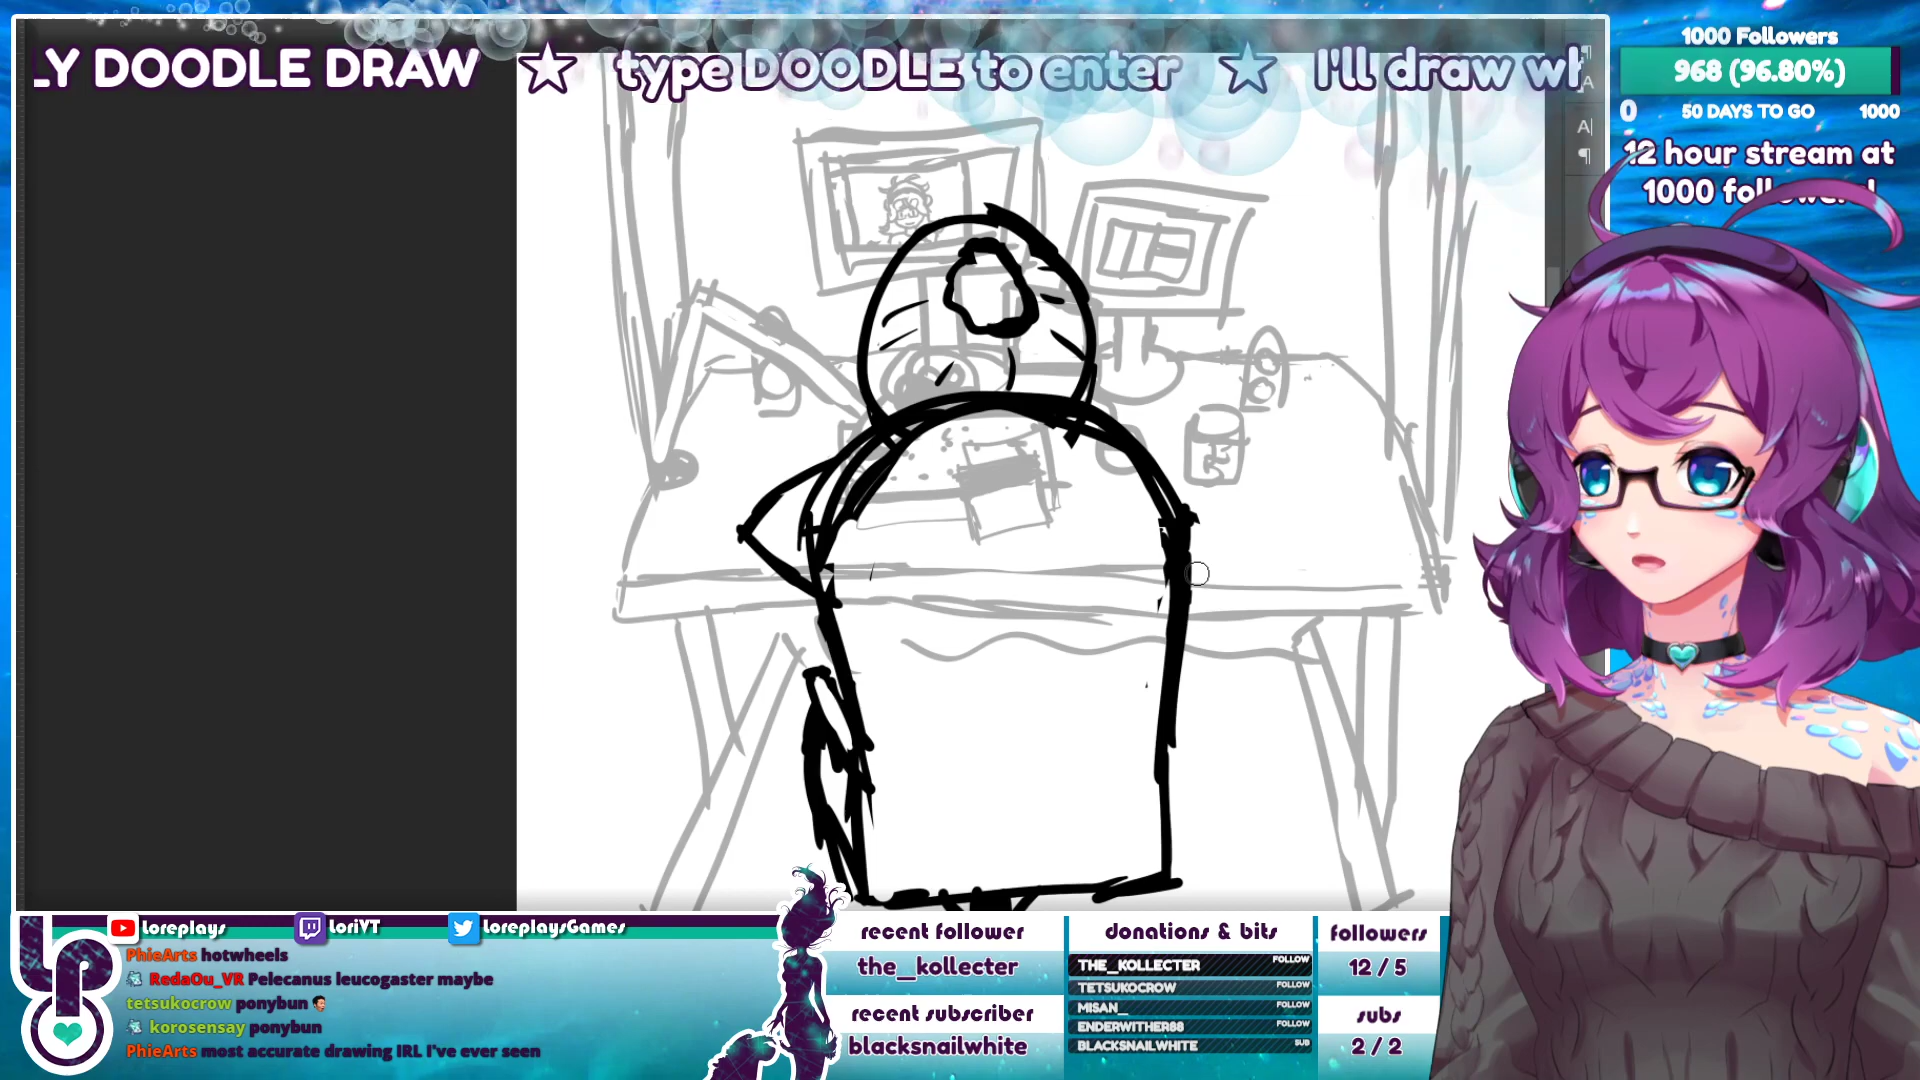 LY DOODLE DRAW ★ type DOODLE to enter ★ I'll draw wh
1000 Followers
968 (96.80%)
0 50 DAYS TO GO 1000
12 hour stream at
1000 followers!
Loreplays LoriVT LoreplaysGames
PhieArts hotwheels
RedaOu_VR Pelecanus leucogaster maybe
tetsukocrow ponybun
korosensay ponybun
PhieArts most accurate drawing IRL I've ever seen
recent follower
the_kollecter
recent subscriber
blacksnailwhite
donations & bits
THE_KOLLECTER FOLLOW
TETSUKOCROW FOLLOW
MISAN_ FOLLOW
ENDERWITHER88 FOLLOW
BLACKSNAILWHITE SUB
followers
12 / 5
subs
2 / 2